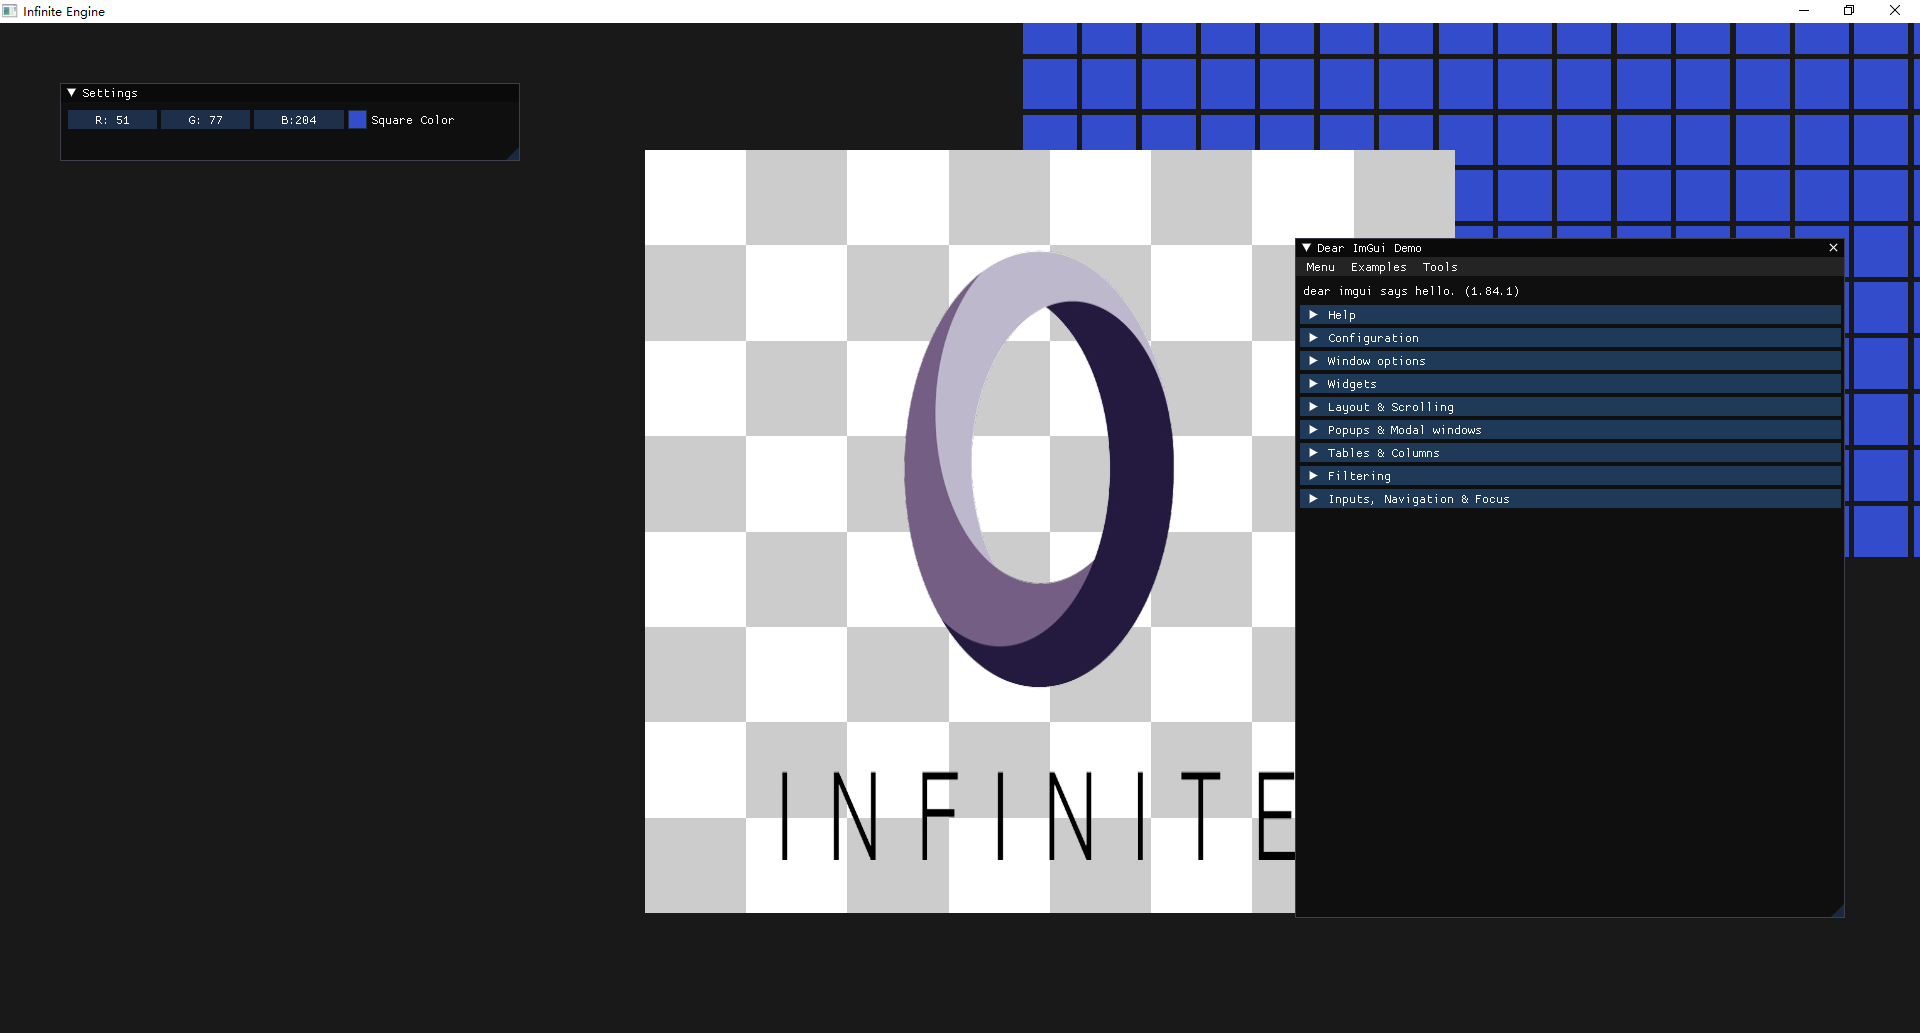 Infinite Engine
Settings
R: 51 G: 77 B:204 Square Color
Dear ImGui Demo
Menu Examples Tools
dear imgui says hello. (1.84.1)
Help
Configuration
Window options
Widgets
Layout & Scrolling
Popups & Modal windows
Tables & Columns
Filtering
Inputs, Navigation & Focus
INFINITE